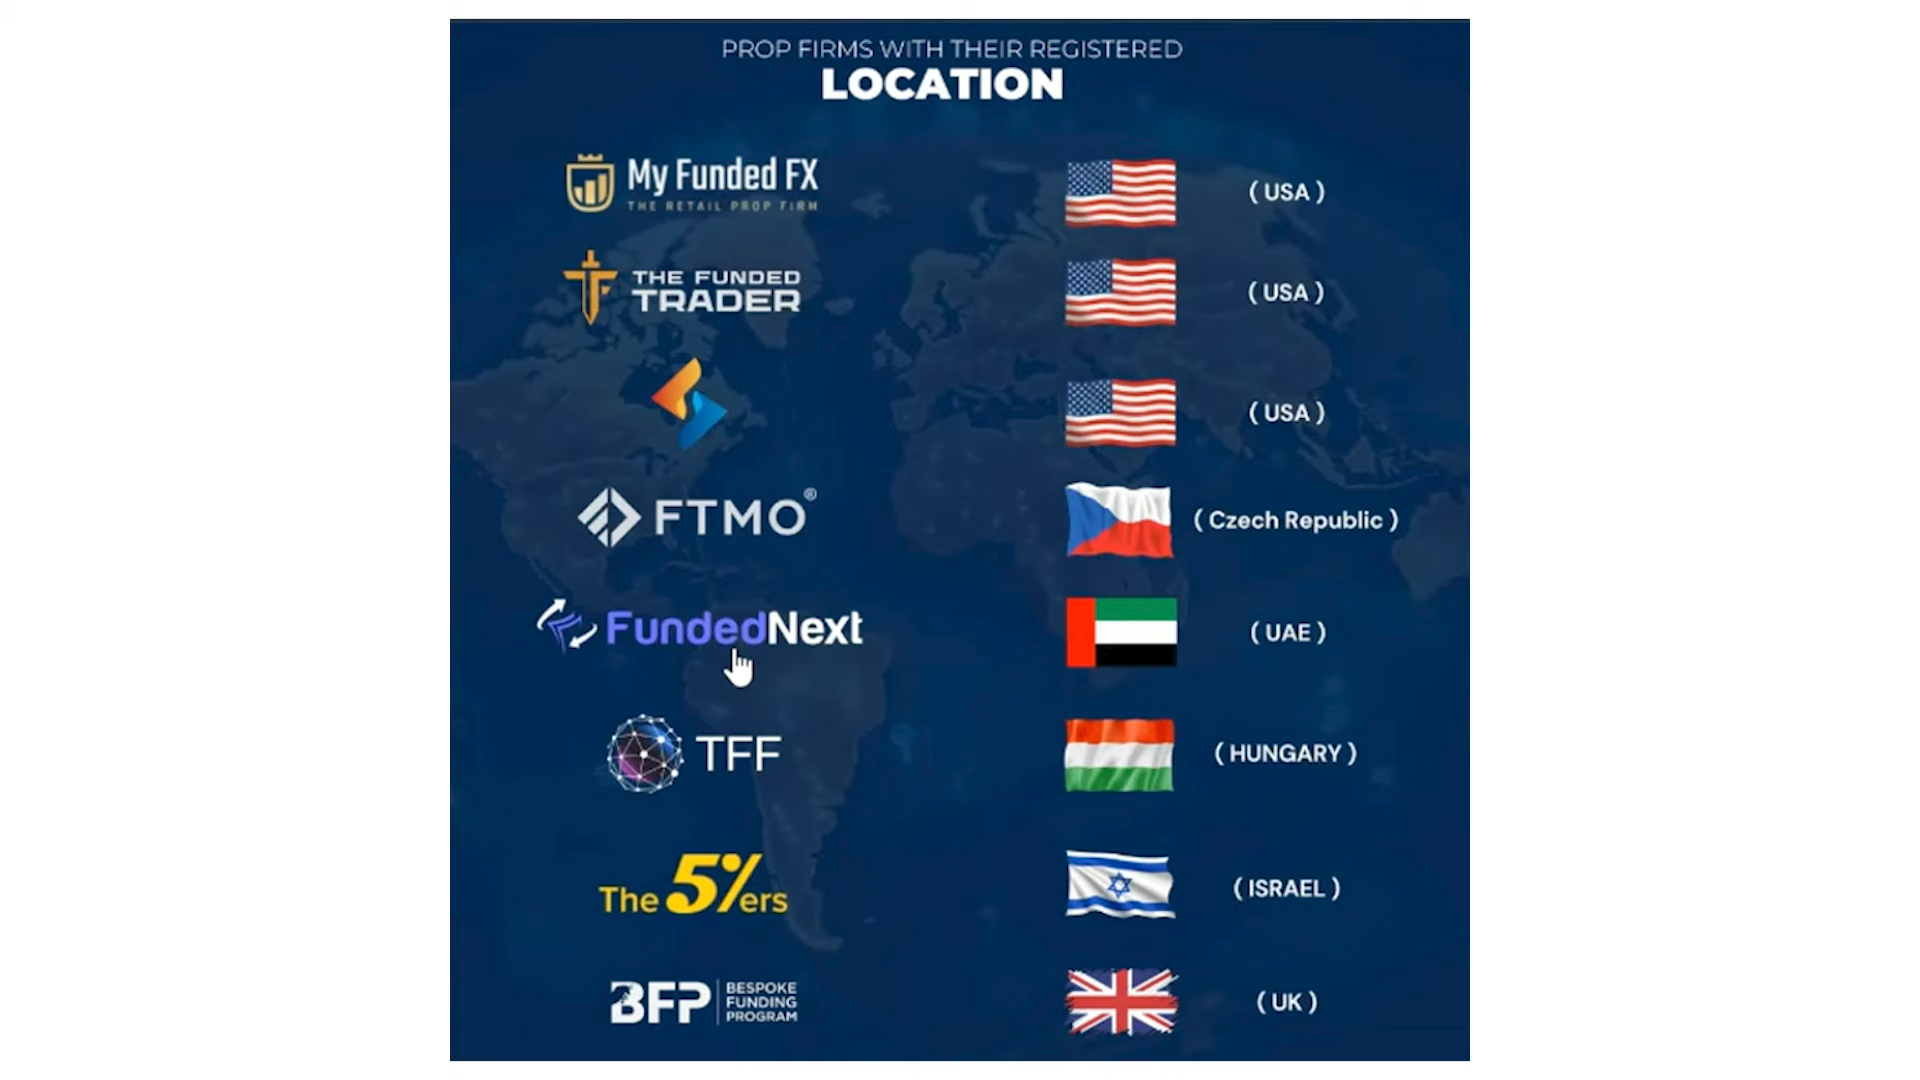 PROP FIRMS WITH THEIR REGISTERED
LOCATION
My Funded FX
THE RETAIL PROP FIRM
( USA )
THE FUNDED
TRADER
( USA )
( USA )
FTMO®
( Czech Republic )
FundedNext
( UAE )
TFF
( HUNGARY )
The 5%ers
( ISRAEL )
BFP
BESPOKE
FUNDING
PROGRAM
( UK )